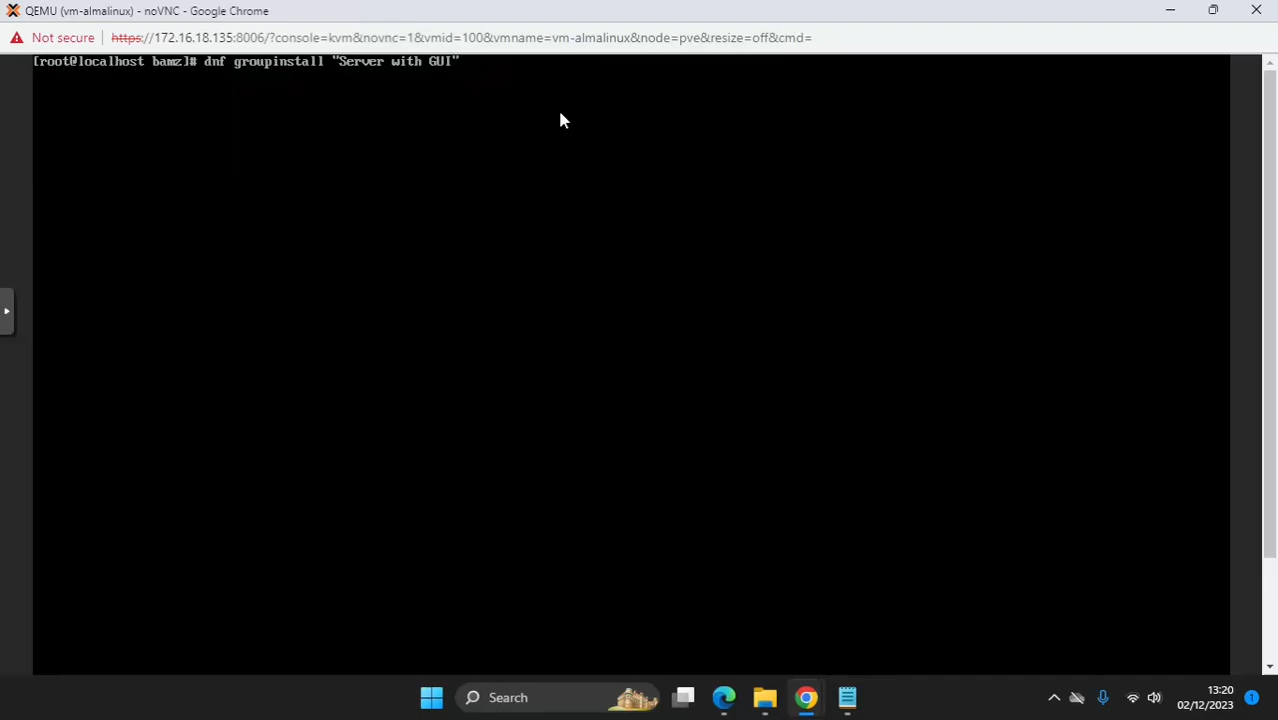 QEMU (vm-almalinux) - noVNC - Google Chrome
Not secure https://172.16.18.135:8006/?console=kvm&novnc=1&vmid=100&vmname=vm-almalinux&node=pve&resize=off&cmd=
[root@localhost bamz]# dnf groupinstall "Server with GUI"
Search
13:20
02/12/2023
1